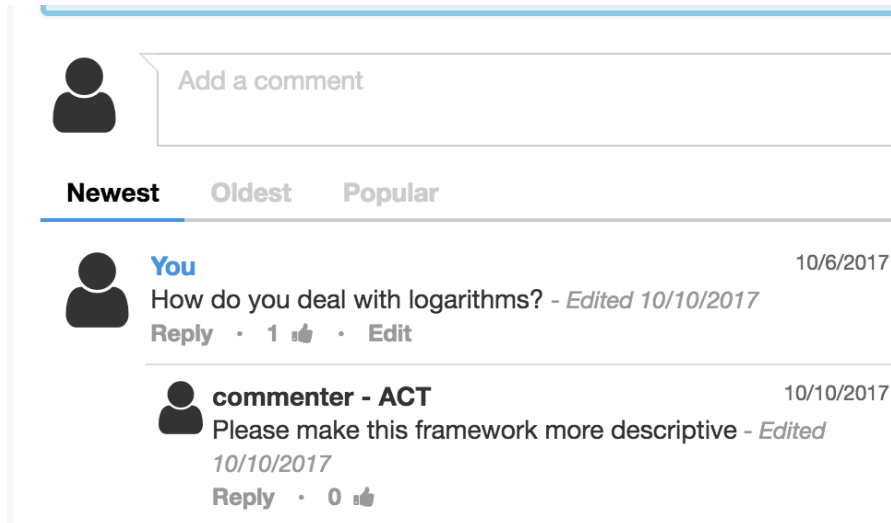 Add a comment
Newest Oldest Popular
You 10/6/2017
How do you deal with logarithms? - Edited 10/10/2017
Reply • 1 • Edit
commenter - ACT 10/10/2017
Please make this framework more descriptive - Edited
10/10/2017
Reply • 0